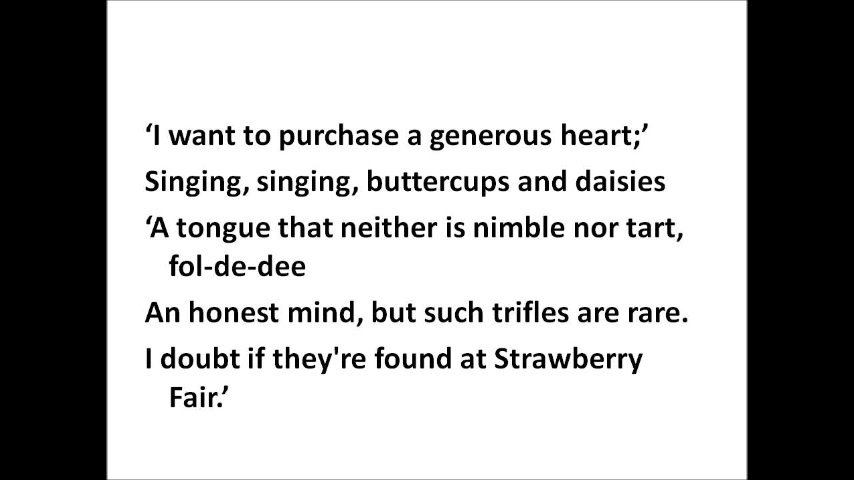 ‘I want to purchase a generous heart;’
Singing, singing, buttercups and daisies
‘A tongue that neither is nimble nor tart,
fol-de-dee
An honest mind, but such trifles are rare.
I doubt if they're found at Strawberry
Fair.’